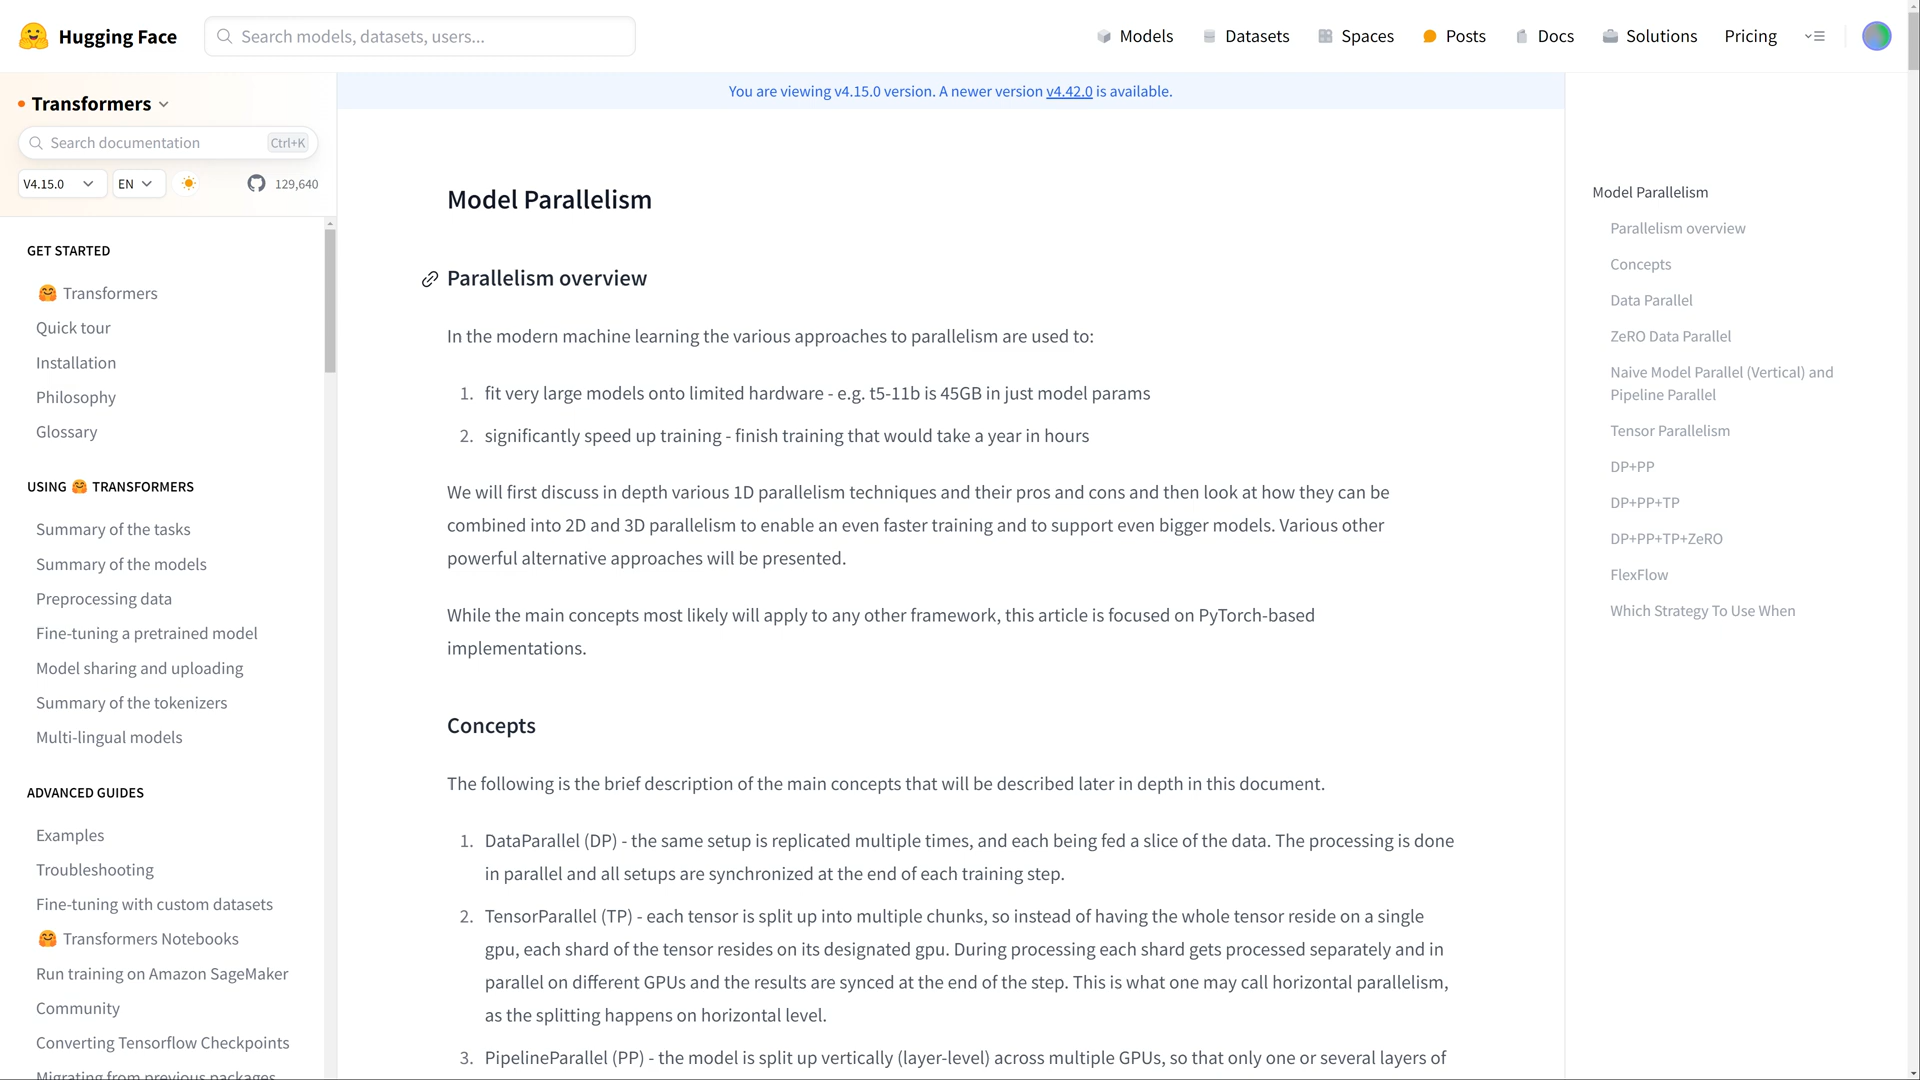 Hugging Face
Search models, datasets, users...
Models
Datasets
Spaces
Posts
Docs
Solutions
Pricing
Transformers
Search documentation
Ctrl+K
V4.15.0
EN
129,640
GET STARTED
🤗 Transformers
Quick tour
Installation
Philosophy
Glossary
USING 🤗 TRANSFORMERS
Summary of the tasks
Summary of the models
Preprocessing data
Fine-tuning a pretrained model
Model sharing and uploading
Summary of the tokenizers
Multi-lingual models
ADVANCED GUIDES
Examples
Troubleshooting
Fine-tuning with custom datasets
🤗 Transformers Notebooks
Run training on Amazon SageMaker
Community
Converting Tensorflow Checkpoints
Migrating from previous packages
You are viewing v4.15.0 version. A newer version v4.42.0 is available.
Model Parallelism
Parallelism overview
In the modern machine learning the various approaches to parallelism are used to:
1. fit very large models onto limited hardware - e.g. t5-11b is 45GB in just model params
2. significantly speed up training - finish training that would take a year in hours
We will first discuss in depth various 1D parallelism techniques and their pros and cons and then look at how they can be
combined into 2D and 3D parallelism to enable an even faster training and to support even bigger models. Various other
powerful alternative approaches will be presented.
While the main concepts most likely will apply to any other framework, this article is focused on PyTorch-based
implementations.
Concepts
The following is the brief description of the main concepts that will be described later in depth in this document.
1. DataParallel (DP) - the same setup is replicated multiple times, and each being fed a slice of the data. The processing is done
in parallel and all setups are synchronized at the end of each training step.
2. TensorParallel (TP) - each tensor is split up into multiple chunks, so instead of having the whole tensor reside on a single
gpu, each shard of the tensor resides on its designated gpu. During processing each shard gets processed separately and in
parallel on different GPUs and the results are synced at the end of the step. This is what one may call horizontal parallelism,
as the splitting happens on horizontal level.
3. PipelineParallel (PP) - the model is split up vertically (layer-level) across multiple GPUs, so that only one or several layers of
Model Parallelism
Parallelism overview
Concepts
Data Parallel
ZeRO Data Parallel
Naive Model Parallel (Vertical) and
Pipeline Parallel
Tensor Parallelism
DP+PP
DP+PP+TP
DP+PP+TP+ZeRO
FlexFlow
Which Strategy To Use When